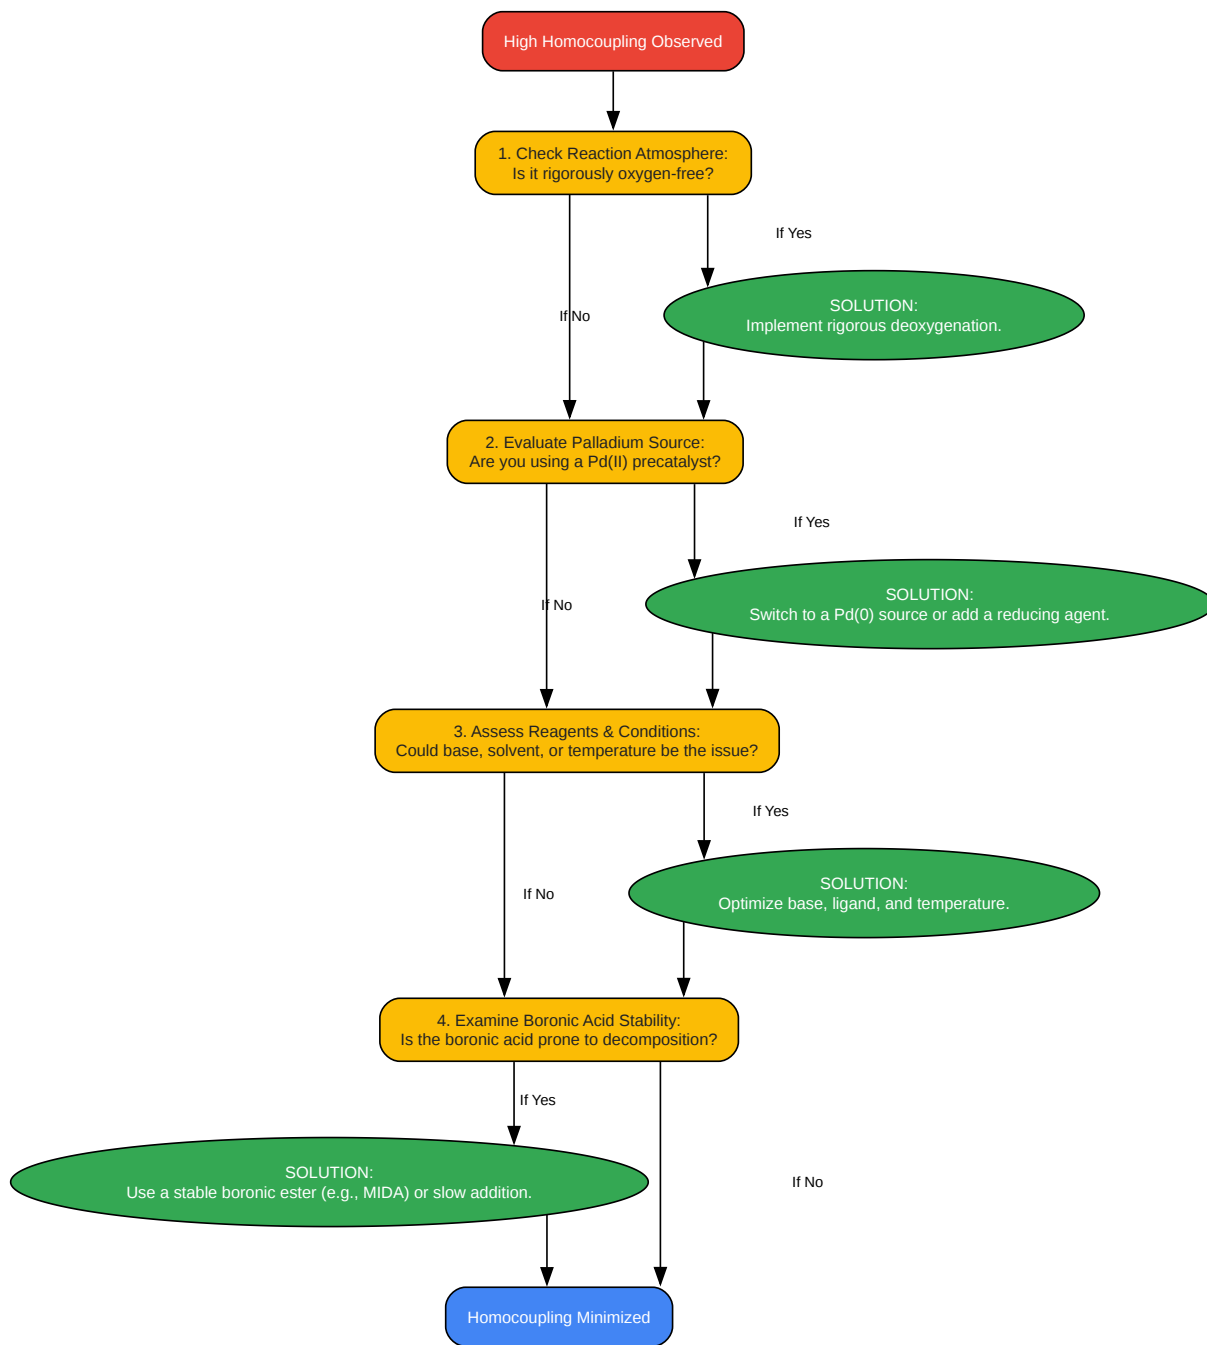 High Homocoupling Observed
1. Check Reaction Atmosphere:
Is it rigorously oxygen-free?
If Yes
SOLUTION:
Implement rigorous deoxygenation.
If No
2. Evaluate Palladium Source:
Are you using a Pd(II) precatalyst?
If Yes
SOLUTION:
Switch to a Pd(0) source or add a reducing agent.
If No
3. Assess Reagents & Conditions:
Could base, solvent, or temperature be the issue?
If Yes
SOLUTION:
Optimize base, ligand, and temperature.
If No
4. Examine Boronic Acid Stability:
Is the boronic acid prone to decomposition?
If Yes
SOLUTION:
Use a stable boronic ester (e.g., MIDA) or slow addition.
If No
Homocoupling Minimized